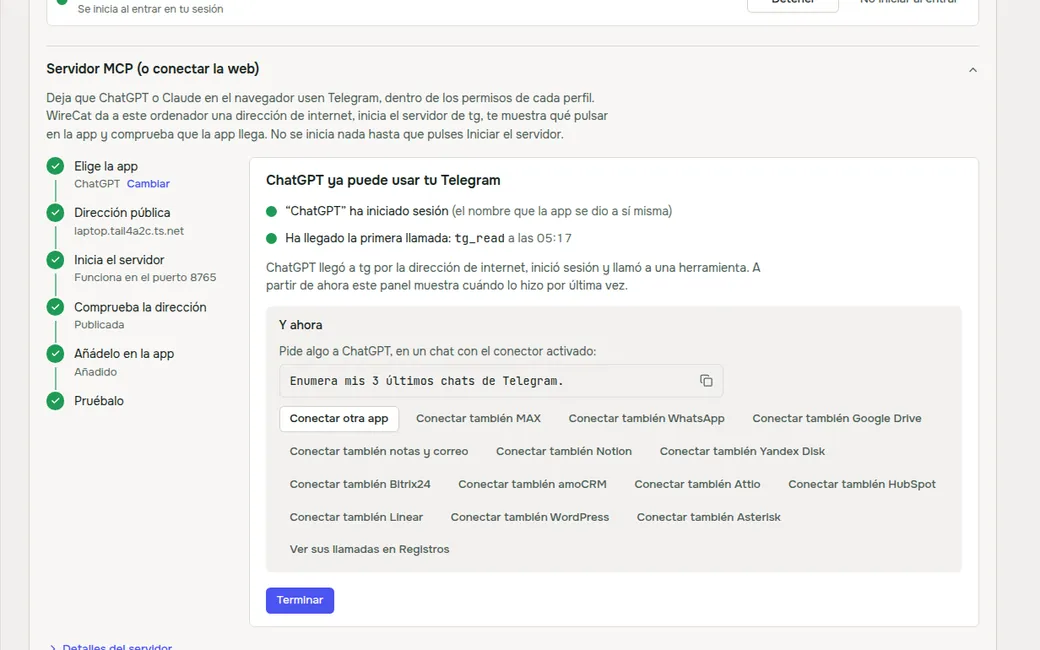 Se inicia al entrar en tu sesión
Detener
No iniciar al entrar
Servidor MCP (o conectar la web)
Deja que ChatGPT o Claude en el navegador usen Telegram, dentro de los permisos de cada perfil.
WireCat da a este ordenador una dirección de internet, inicia el servidor de tg, te muestra qué pulsar
en la app y comprueba que la app llega. No se inicia nada hasta que pulses Iniciar el servidor.
Elige la app
ChatGPT Cambiar
Dirección pública
laptop.tail4a2c.ts.net
Inicia el servidor
Funciona en el puerto 8765
Comprueba la dirección
Publicada
Añádelo en la app
Añadido
Pruébalo
ChatGPT ya puede usar tu Telegram
“ChatGPT” ha iniciado sesión (el nombre que la app se dio a sí misma)
Ha llegado la primera llamada: tg_read a las 05:17
ChatGPT llegó a tg por la dirección de internet, inició sesión y llamó a una herramienta. A
partir de ahora este panel muestra cuándo lo hizo por última vez.
Y ahora
Pide algo a ChatGPT, en un chat con el conector activado:
Enumera mis 3 últimos chats de Telegram.
Conectar otra app Conectar también MAX Conectar también WhatsApp Conectar también Google Drive
Conectar también notas y correo Conectar también Notion Conectar también Yandex Disk
Conectar también Bitrix24 Conectar también amoCRM Conectar también Attio Conectar también HubSpot
Conectar también Linear Conectar también WordPress Conectar también Asterisk
Ver sus llamadas en Registros
Terminar
Detalles del servidor